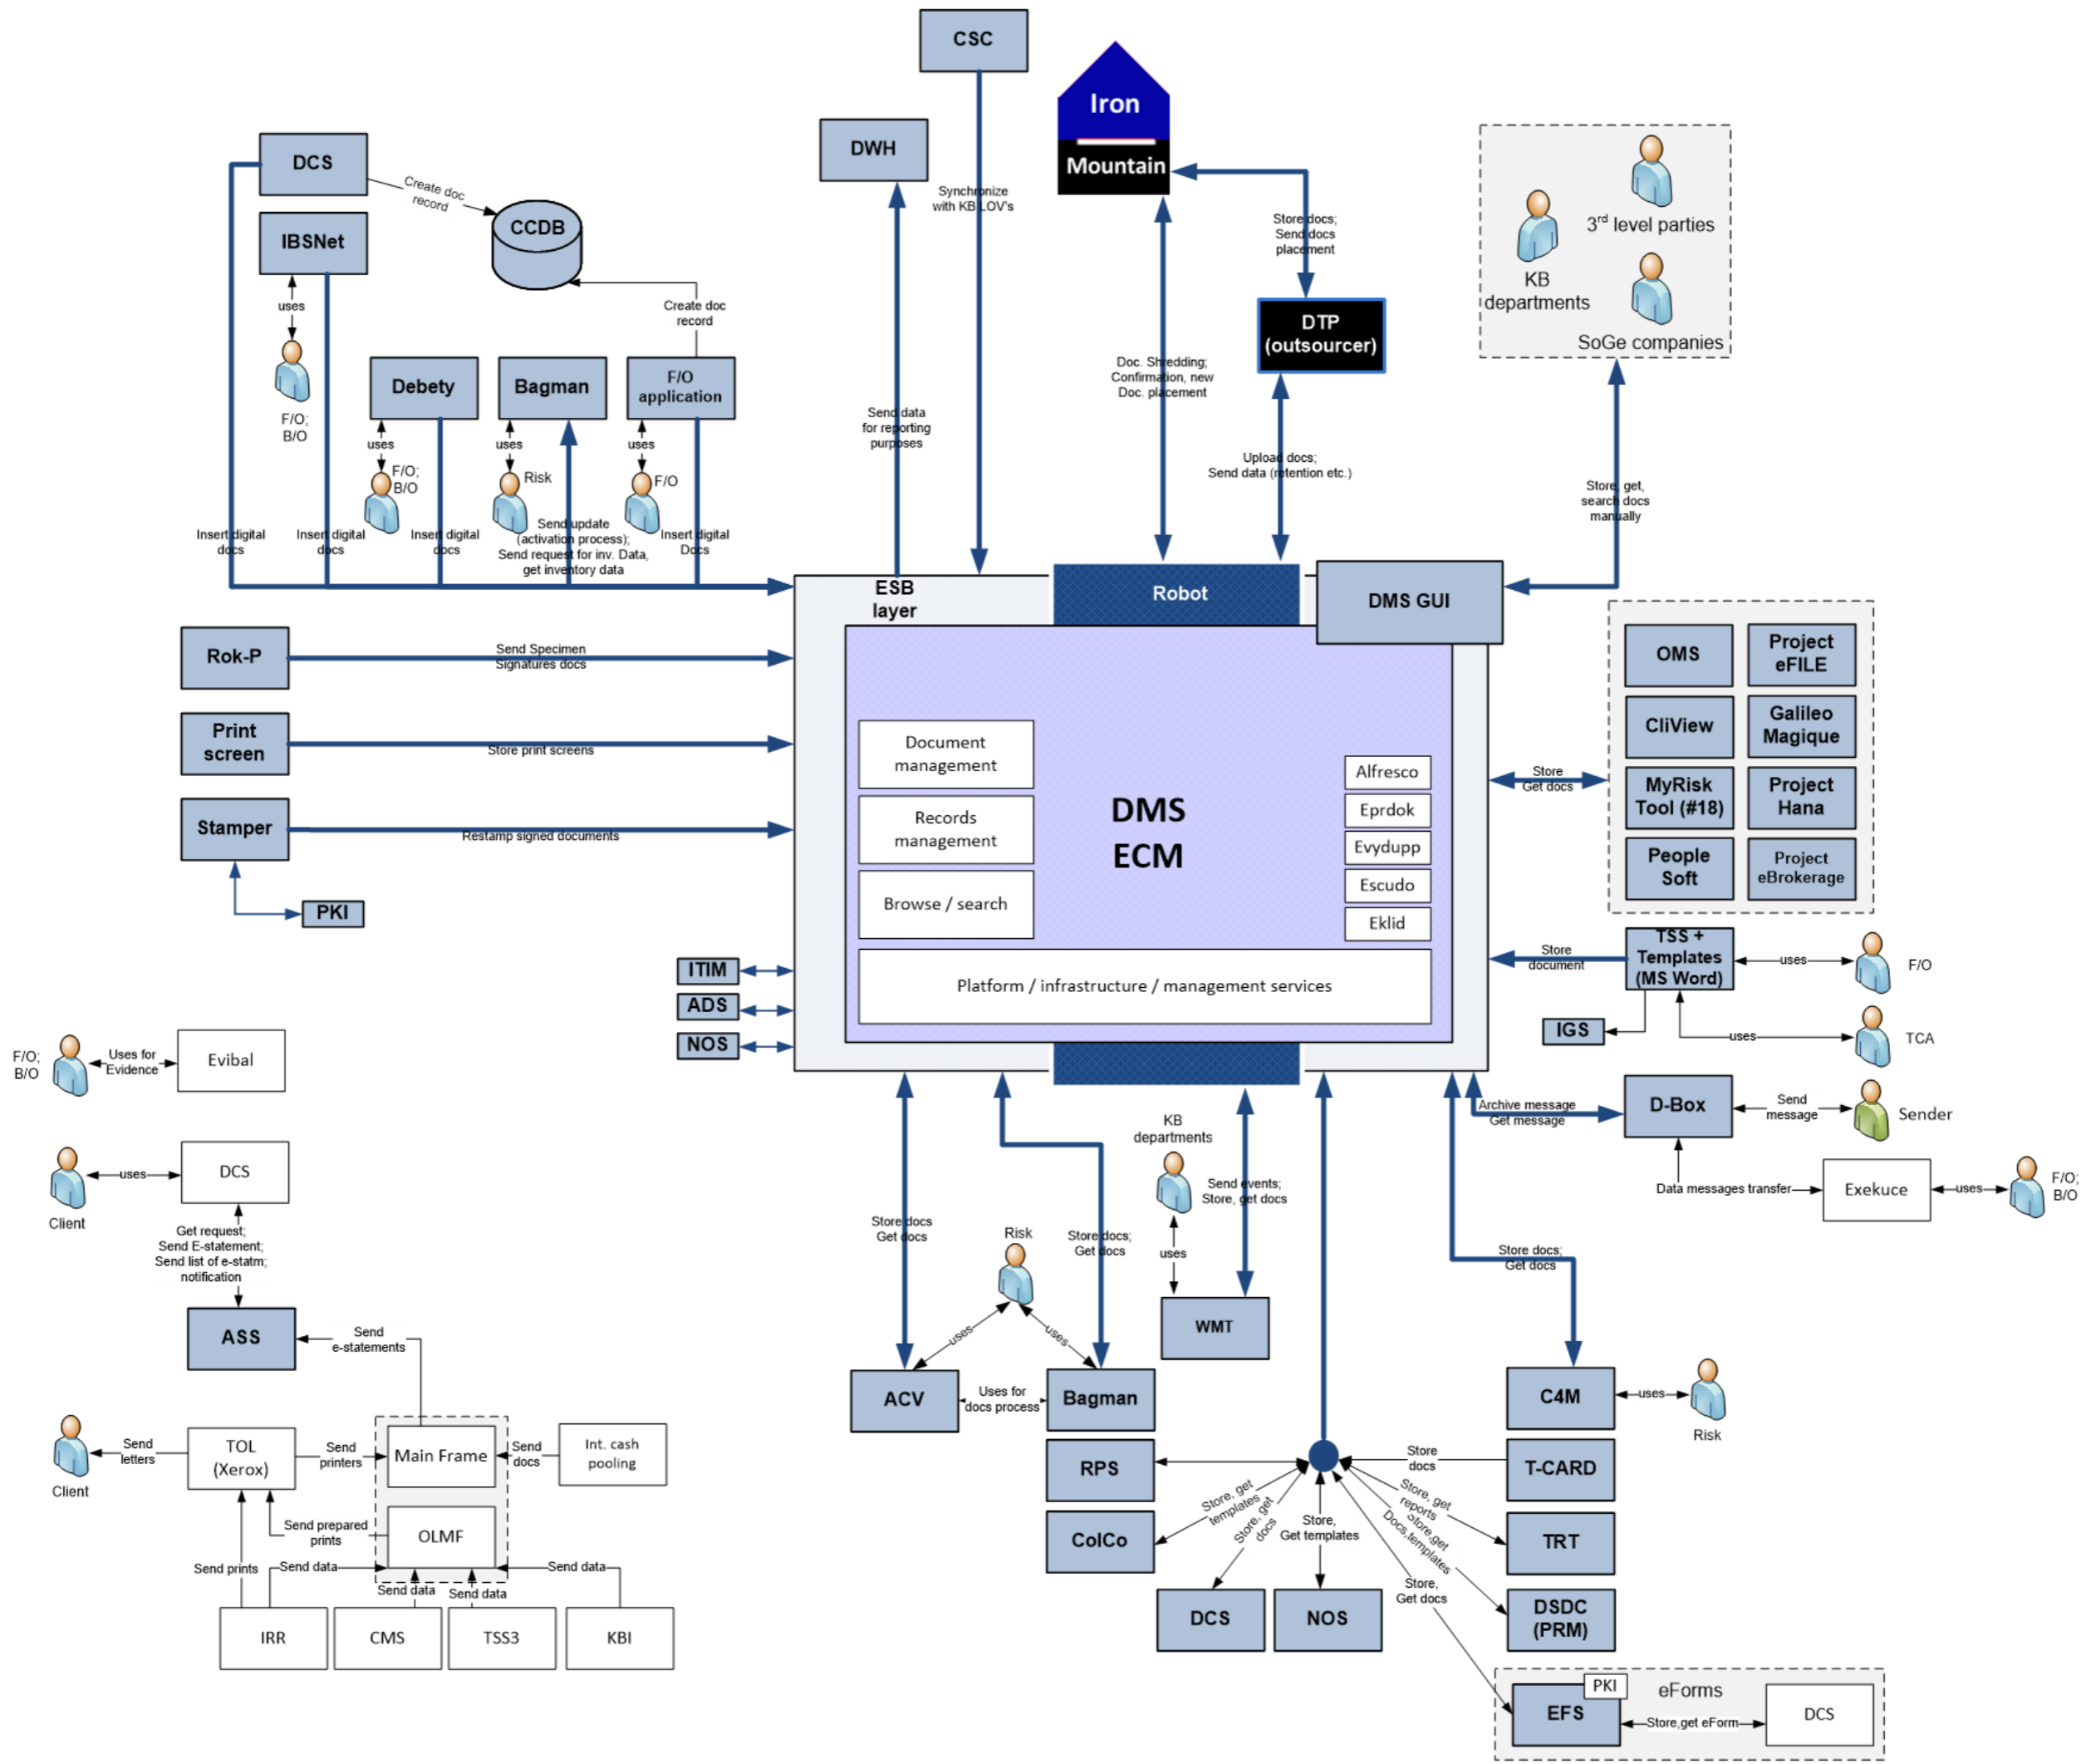 CSC
Iron
Mountain
DWH
DCS
Create doc
record
CCDB
IBSNet
uses
F/O;
B/O
Synchronize
with KB LOV's
Store docs;
Send docs
placement
3rd level parties
KB
departments
SoGe companies
DTP
(outsourcer)
Create doc
record
Debety
Bagman
F/O
application
uses
F/O;
B/O
uses
Risk
uses
F/O
Doc. Shredding;
Confirmation, new
Doc. placement
Send data
for reporting
purposes
Upload docs;
Send data (retention etc.)
Store, get,
search docs
manually
Insert digital
docs
Insert digital
docs
Insert digital
docs
Send update
(activation process);
Send request for inv. Data,
get inventory data
Insert digital
Docs
ESB
layer
Robot
DMS GUI
Rok-P
Send Specimen
Signatures docs
Print
screen
Store print screens
Stamper
Restamp signed documents
PKI
Document
management
Records
management
Browse / search
DMS
ECM
Alfresco
Eprdok
Evydupp
Escudo
Eklid
Platform / infrastructure / management services
OMS
Project
eFILE
CliView
Galileo
Magique
MyRisk
Tool (#18)
Project
Hana
People
Soft
Project
eBrokerage
Store
Get docs
Store
document
TSS +
Templates
(MS Word)
uses
F/O
IGS
uses
TCA
ITIM
ADS
NOS
F/O;
B/O
Uses for
Evidence
Evibal
Archive message
Get message
D-Box
Send
message
Sender
Data messages transfer
Exekuce
uses
F/O;
B/O
Client
uses
DCS
Get request;
Send E-statement;
Send list of e-statm;
notification
ASS
Send
e-statements
Client
Send
letters
TOL
(Xerox)
Send
printers
Main Frame
Send
docs
Int. cash
pooling
Send prepared
prints
OLMF
Send prints
Send data
Send data
Send data
Send data
IRR
CMS
TSS3
KBI
Store docs
Get docs
Risk
uses
uses
Store docs;
Get docs
KB
departments
uses
Send events;
Store, get docs
WMT
ACV
Uses for
docs process
Bagman
Store docs;
Get docs
C4M
uses
Risk
RPS
ColCo
Store, get
templates
Store, get
docs
Store,
Get templates
DCS
NOS
Store
docs
T-CARD
Store, get
reports
TRT
Store,get
Docs,templates
DSDC
(PRM)
Store,
Get docs
PKI
eForms
EFS
Store,get eForm
DCS